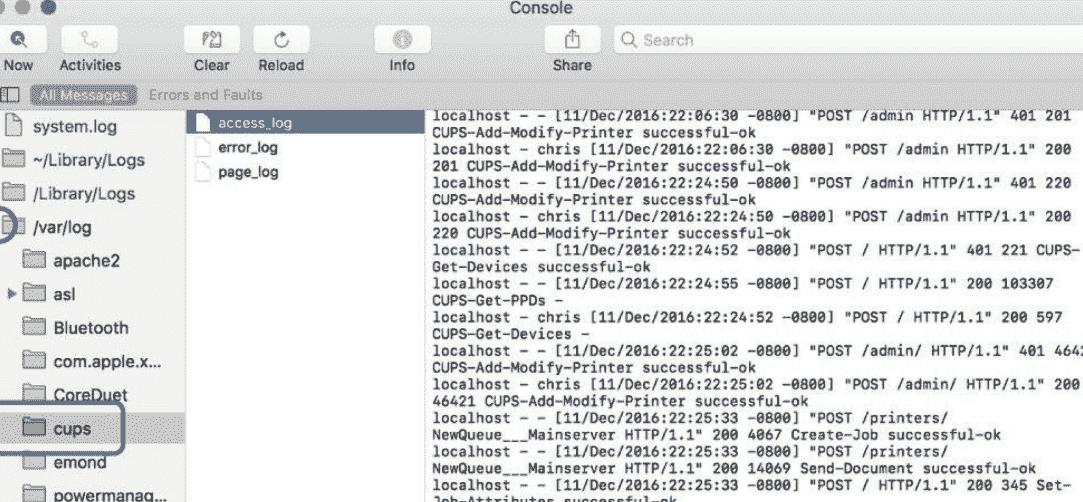 Console
Now
Activities
Clear
Reload
Info
Share
Search
All Messages
Errors and Faults
system.log
~/Library/Logs
/Library/Logs
/var/log
apache2
asl
Bluetooth
com.apple.x...
CoreDuet
cups
emond
powermanag...
access_log
error_log
page_log
localhost - - [11/Dec/2016:22:06:30 -0800] "POST /admin HTTP/1.1" 401 201
CUPS-Add-Modify-Printer successful-ok
localhost - chris [11/Dec/2016:22:06:30 -0800] "POST /admin HTTP/1.1" 200
201 CUPS-Add-Modify-Printer successful-ok
localhost - - [11/Dec/2016:22:24:50 -0800] "POST /admin HTTP/1.1" 401 220
CUPS-Add-Modify-Printer successful-ok
localhost - chris [11/Dec/2016:22:24:50 -0800] "POST /admin HTTP/1.1" 200
220 CUPS-Add-Modify-Printer successful-ok
localhost - - [11/Dec/2016:22:24:52 -0800] "POST / HTTP/1.1" 401 221 CUPS-
Get-Devices successful-ok
localhost - - [11/Dec/2016:22:24:55 -0800] "POST / HTTP/1.1" 200 103307
CUPS-Get-PPDs -
localhost - chris [11/Dec/2016:22:24:52 -0800] "POST / HTTP/1.1" 200 597
CUPS-Get-Devices -
localhost - - [11/Dec/2016:22:25:02 -0800] "POST /admin/ HTTP/1.1" 401 4642
CUPS-Add-Modify-Printer successful-ok
localhost - chris [11/Dec/2016:22:25:02 -0800] "POST /admin/ HTTP/1.1" 200
46421 CUPS-Add-Modify-Printer successful-ok
localhost - - [11/Dec/2016:22:25:33 -0800] "POST /printers/
NewQueue___Mainserver HTTP/1.1" 200 4067 Create-Job successful-ok
localhost - - [11/Dec/2016:22:25:33 -0800] "POST /printers/
NewQueue___Mainserver HTTP/1.1" 200 14069 Send-Document successful-ok
localhost - - [11/Dec/2016:22:25:33 -0800] "POST / HTTP/1.1" 200 345 Set-
Job-Attributes successful-ok